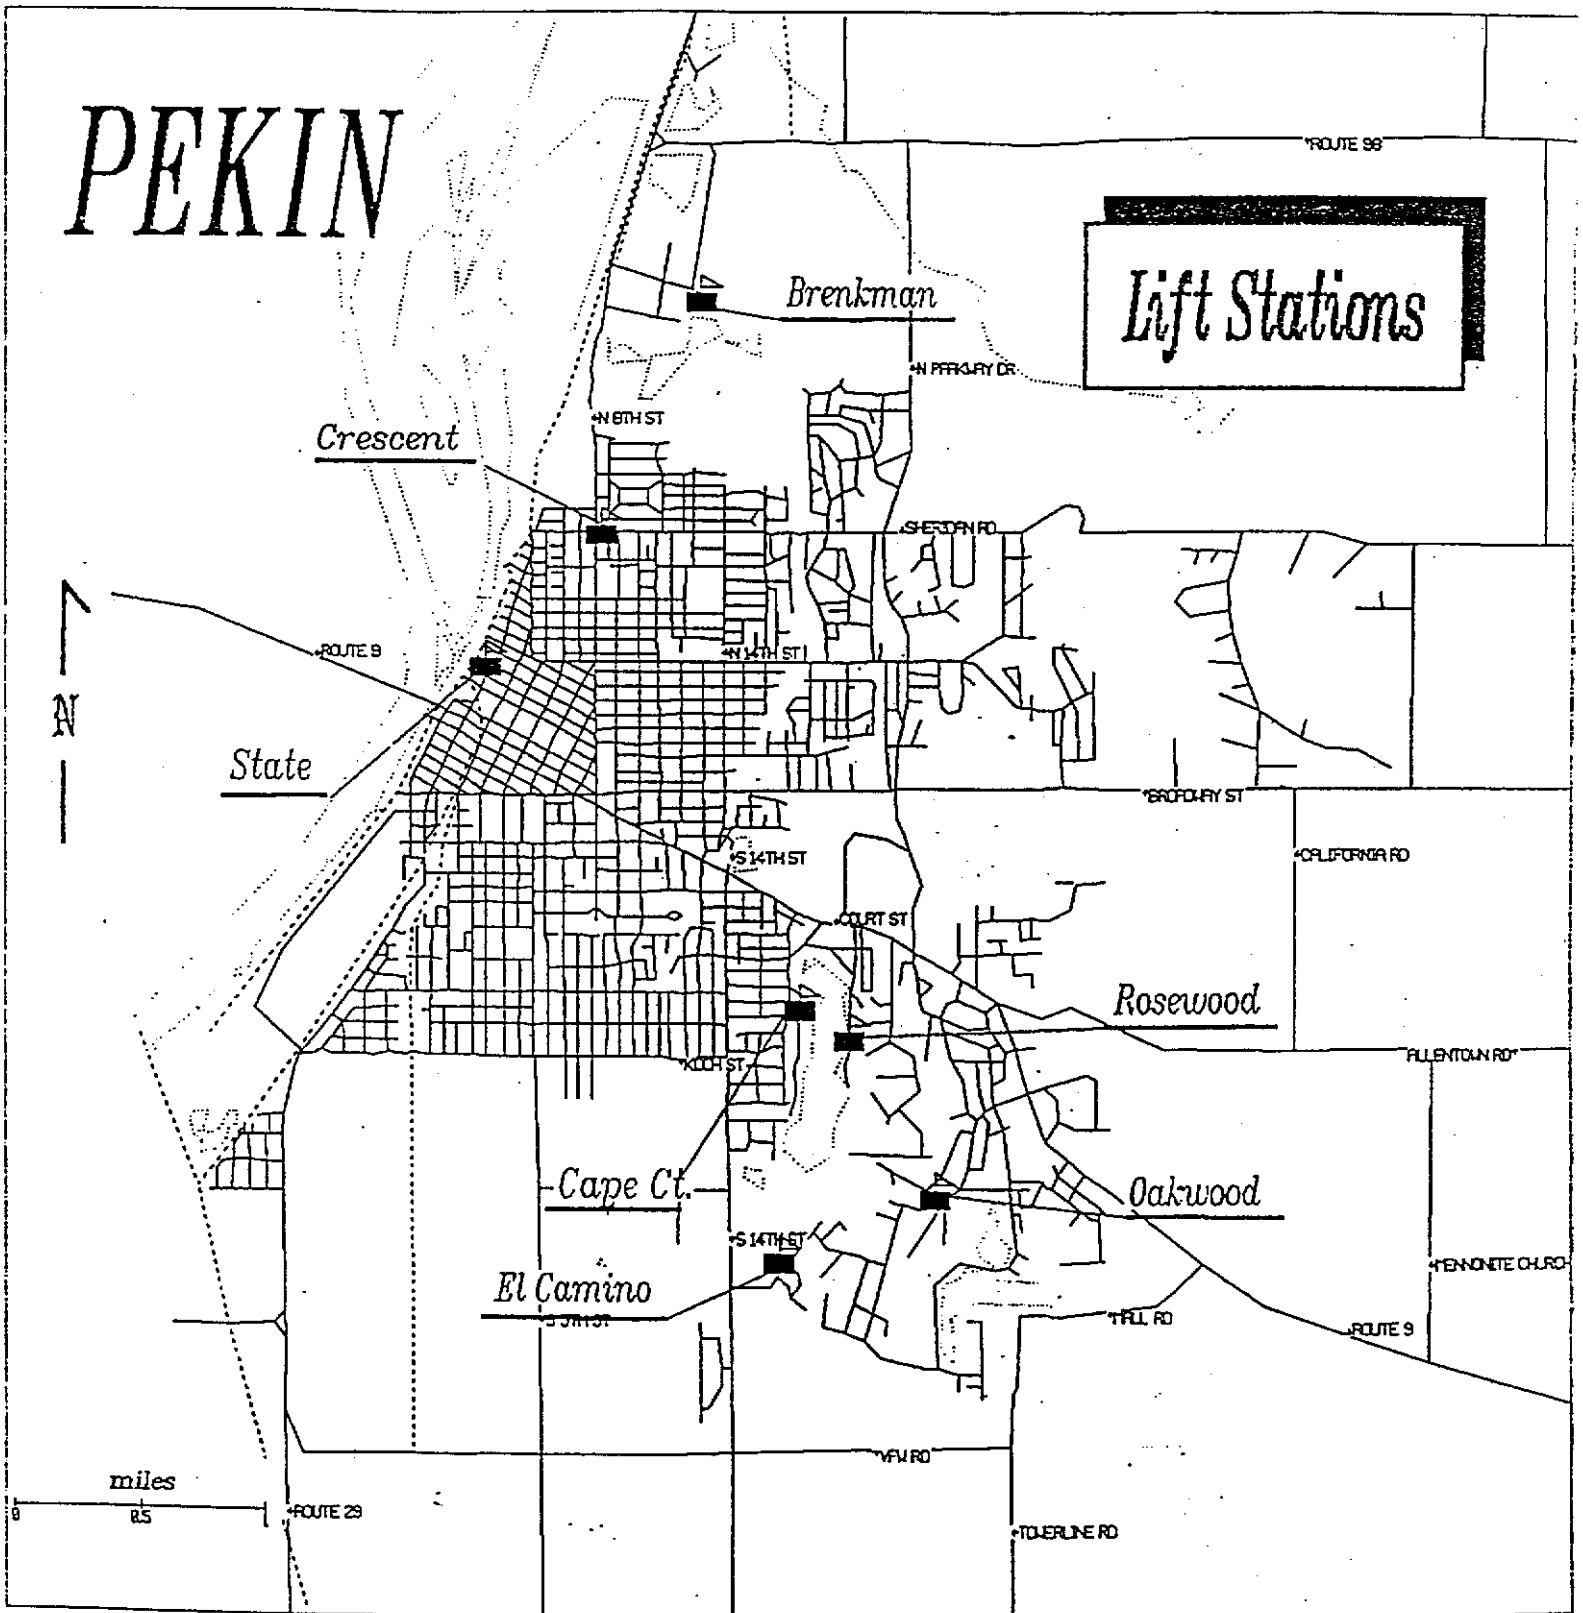 PEKIN
ROUTE 98
Lift Stations
Brenkman
N PARKWAY DR
N 8TH ST
Crescent
SHERIDAN RD
ROUTE 9
N 14TH ST
N
State
BROADWAY ST
S 14TH ST
CALIFORNIA RD
COURT ST
Rosewood
KOCH ST
ALLENTOWN RD
Cape Ct.
Oakwood
S 14TH ST
MENNONITE CHURC
El Camino
S 5TH ST
HALL RD
ROUTE 9
VFW RD
miles
0 0.5 1
ROUTE 29
TOWERLINE RD